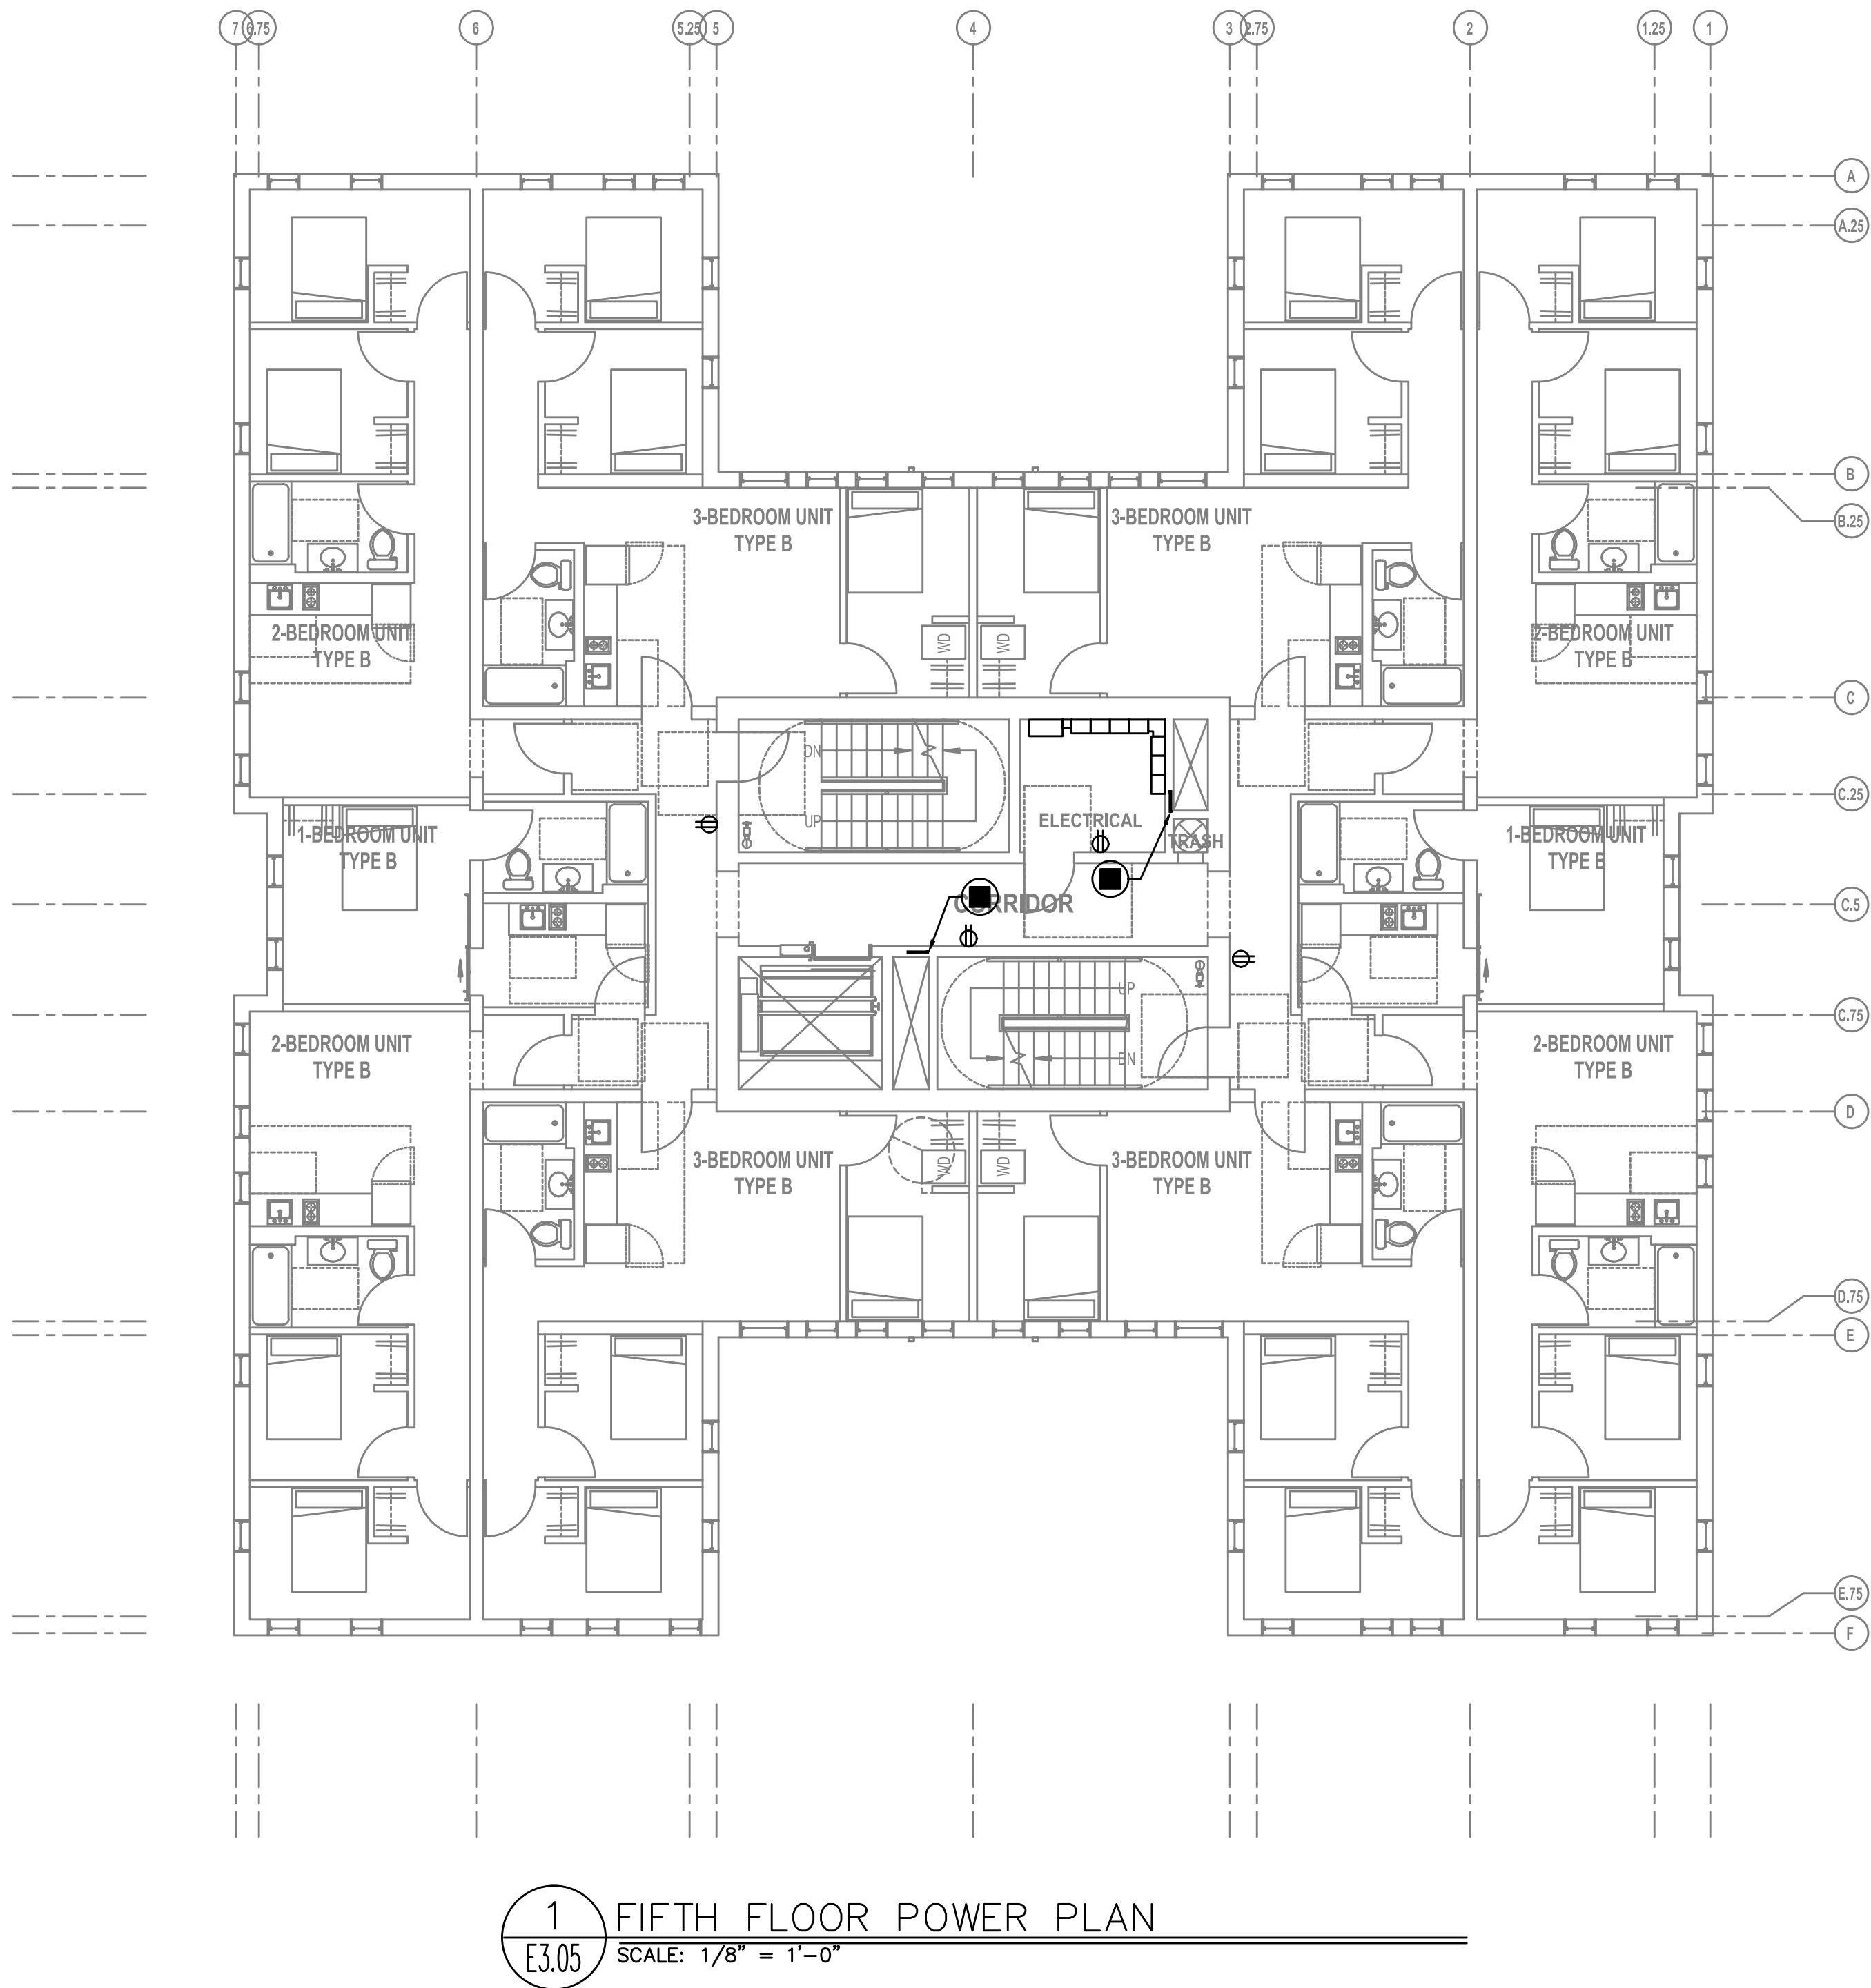 7 6.75 6 5.25 5 4 3 2.75 2 1.25 1
A
A.25
B
3-BEDROOM UNIT
TYPE B
3-BEDROOM UNIT
TYPE B
B.25
2-BEDROOM UNIT
TYPE B
WD
WD
2-BEDROOM UNIT
TYPE B
C
DN
C.25
UP
ELECTRICAL
TRASH
1-BEDROOM UNIT
TYPE B
1-BEDROOM UNIT
TYPE B
CORRIDOR
C.5
UP
C.75
2-BEDROOM UNIT
TYPE B
DN
2-BEDROOM UNIT
TYPE B
D
3-BEDROOM UNIT
TYPE B
WD
WD
3-BEDROOM UNIT
TYPE B
D.75
E
E.75
F
1
E3.05
FIFTH FLOOR POWER PLAN
SCALE: 1/8" = 1'-0"